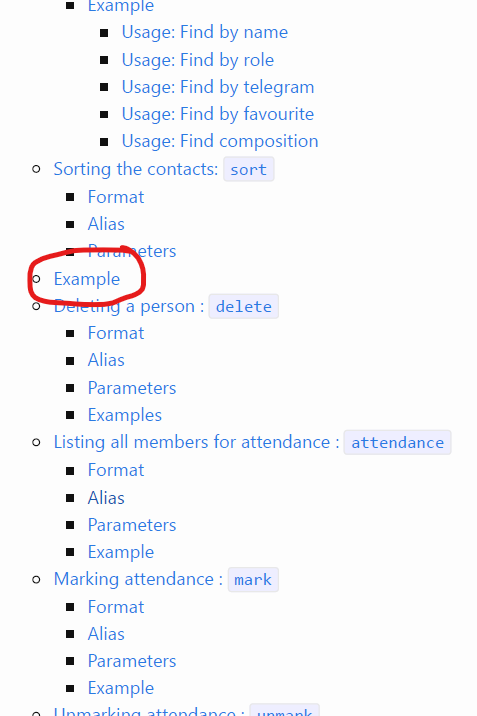 Example
Usage: Find by name
Usage: Find by role
Usage: Find by telegram
Usage: Find by favourite
Usage: Find composition
Sorting the contacts: sort
Format
Alias
Parameters
Example
Deleting a person : delete
Format
Alias
Parameters
Examples
Listing all members for attendance : attendance
Format
Alias
Parameters
Example
Marking attendance : mark
Format
Alias
Parameters
Example
Unmarking attendance : unmark